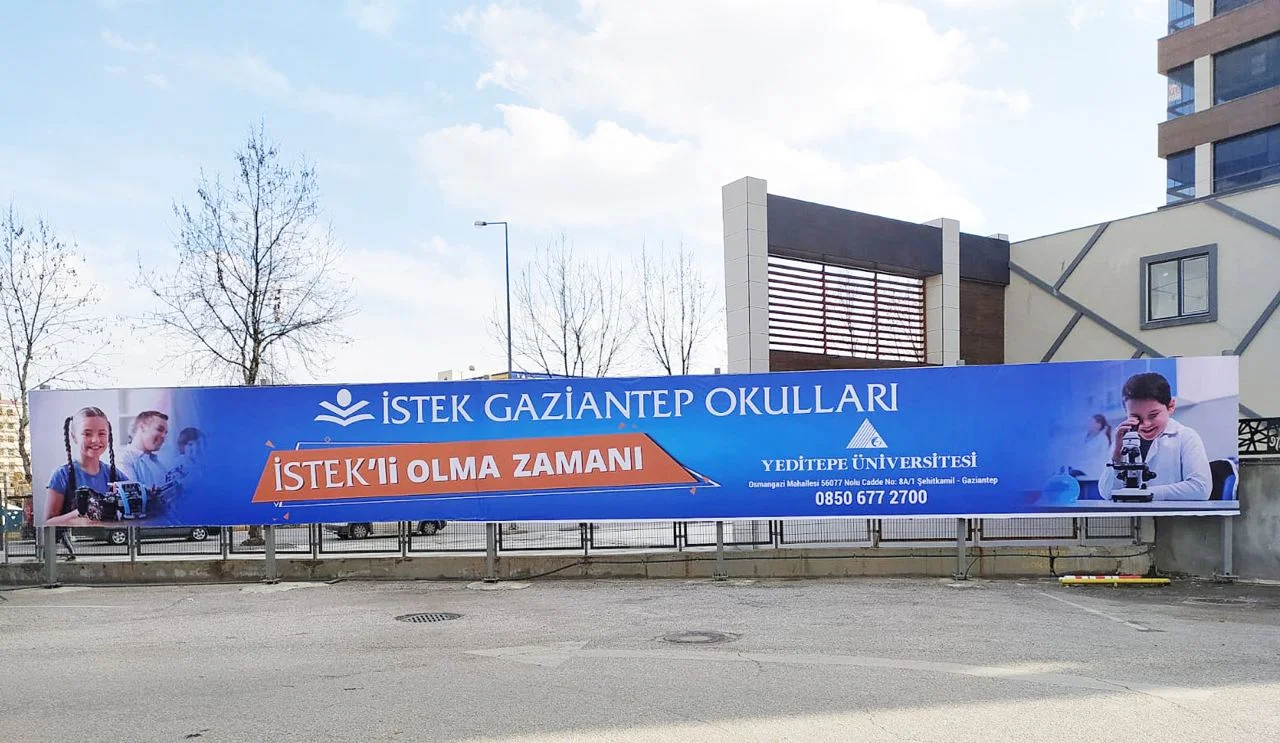 İSTEK GAZİANTEP OKULLARI
İSTEK'li OLMA ZAMANI
YEDİTEPE ÜNİVERSİTESİ
Osmangazi Mahallesi 56077 Nolu Cadde No: 8A/1 Şehitkamil - Gaziantep
0850 677 2700